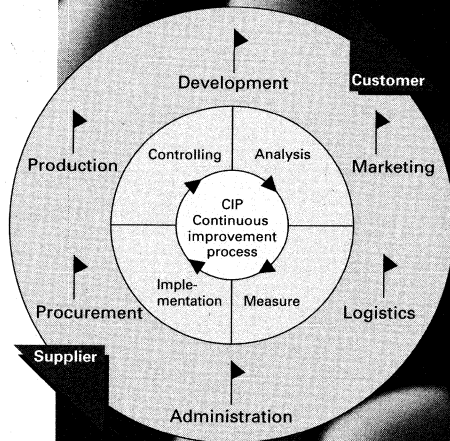 Development
Customer
Production
Controlling
Analysis
Marketing
CIP
Continuous
improvement
process
Procurement
Imple-
mentation
Measure
Logistics
Supplier
Administration